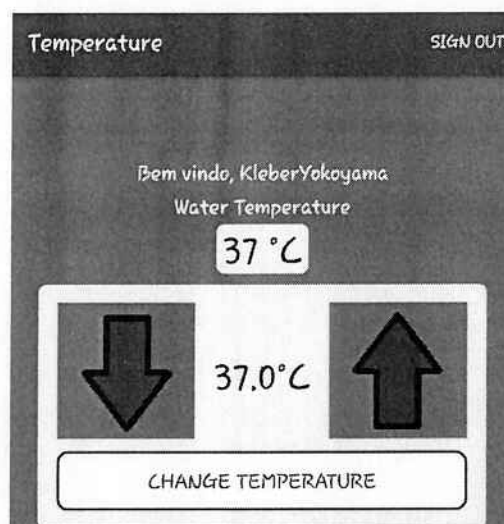 Temperature
SIGN OUT
Bem vindo, KleberYokoyama
Water Temperature
37 °C
37.0°C
CHANGE TEMPERATURE